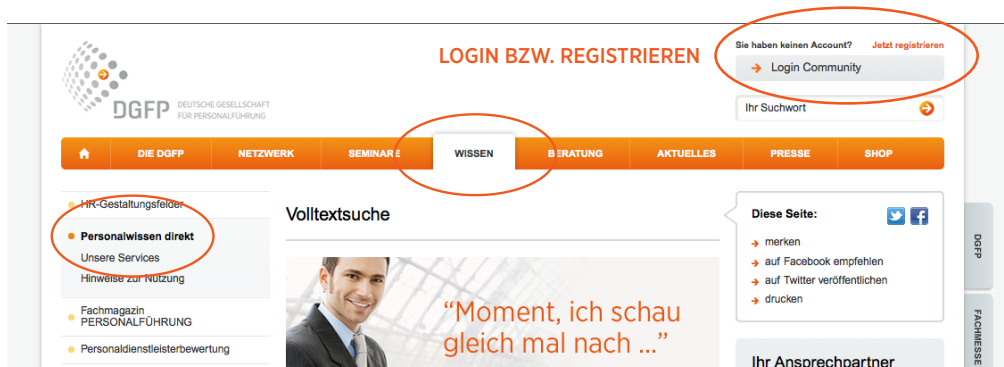 Sie haben keinen Account? Jetzt registrieren
LOGIN BZW. REGISTRIEREN
Login Community
Ihr Suchwort
DGFP DEUTSCHE GESELLSCHAFT
FÜR PERSONALFÜHRUNG
DIE DGFP NETZWERK SEMINARE WISSEN BERATUNG AKTUELLES PRESSE SHOP
HR-Gestaltungsfelder
Personalwissen direkt
Unsere Services
Hinweise zur Nutzung
Fachmagazin
PERSONALFÜHRUNG
Personaldienstleisterbewertung
Volltextsuche
“Moment, ich schau
gleich mal nach ...”
Diese Seite:
merken
auf Facebook empfehlen
auf Twitter veröffentlichen
drucken
Ihr Ansprechpartner
DGFP
FACHMESSE